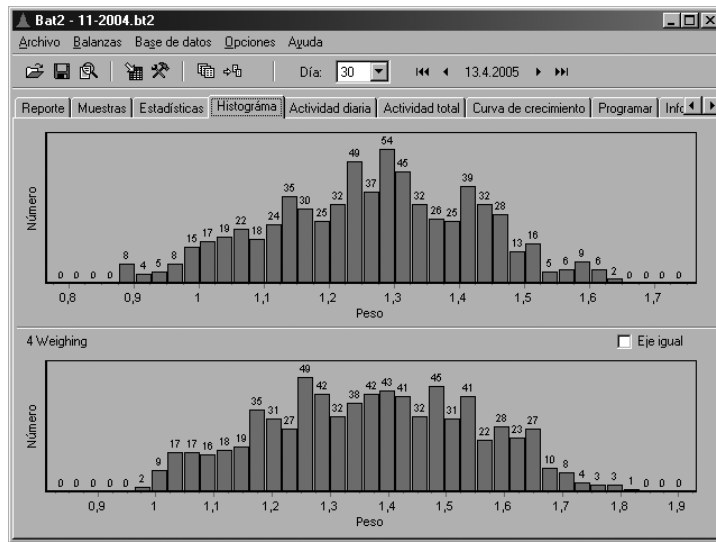 Bat2 - 11-2004.bt2
Archivo Balanzas Base de datos Opciones Ayuda
Día: 30 13.4.2005
Reporte Muestras Estadísticas Histográma Actividad diaria Actividad total Curva de crecimiento Programar Info
Número
0 0 0 0 8 4 5 8 15 17 19 22 18 24 35 30 25 32 49 37 54 45 32 26 25 39 32 28 13 16 5 6 9 6 2 0 0 0 0
0,8 0,9 1 1,1 1,2 1,3 1,4 1,5 1,6 1,7
Peso
4 Weighing Eje igual
Número
0 0 0 0 2 9 17 17 16 18 19 35 31 27 49 42 32 38 42 43 41 32 45 31 41 22 28 23 27 10 8 4 3 3 1 0 0 0
0,9 1 1,1 1,2 1,3 1,4 1,5 1,6 1,7 1,8 1,9
Peso